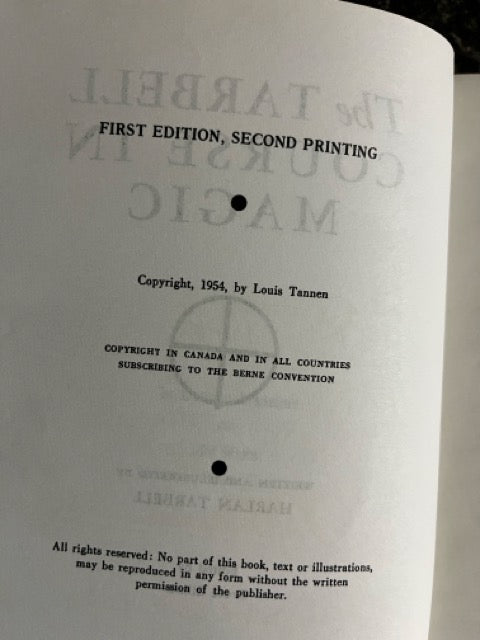 FIRST EDITION, SECOND PRINTING
Copyright, 1954, by Louis Tannen
COPYRIGHT IN CANADA AND IN ALL COUNTRIES
SUBSCRIBING TO THE BERNE CONVENTION
All rights reserved: No part of this book, text or illustrations,
may be reproduced in any form without the written
permission of the publisher.